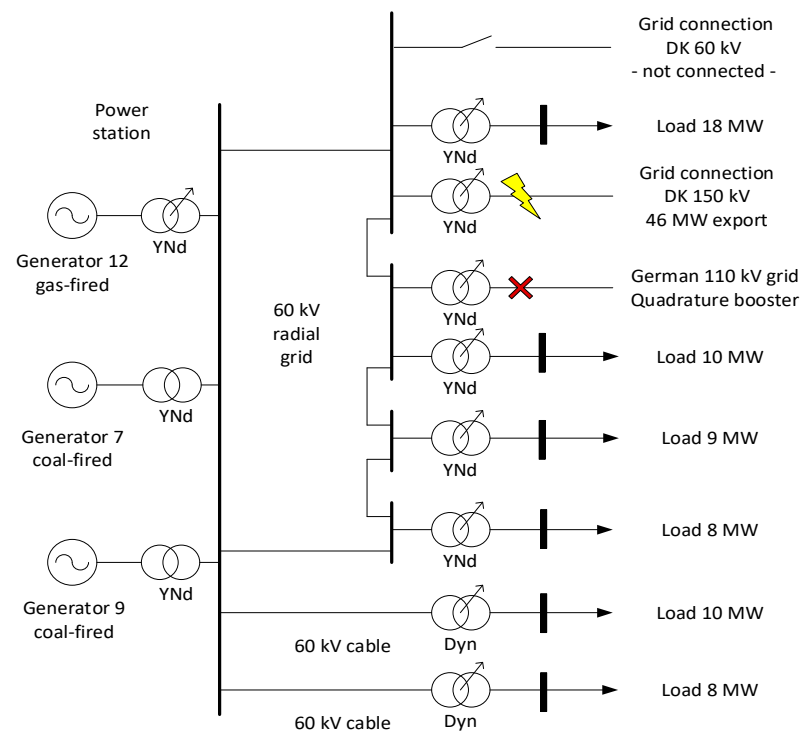 Grid connection
DK 60 kV
- not connected -
Power
station
Load 18 MW
YNd
Grid connection
DK 150 kV
46 MW export
YNd
YNd
Generator 12
gas-fired
German 110 kV grid
Quadrature booster
YNd
60 kV
radial
grid
Load 10 MW
YNd
YNd
Generator 7
coal-fired
Load 9 MW
YNd
Load 8 MW
YNd
YNd
Generator 9
coal-fired
Load 10 MW
60 kV cable
Dyn
Load 8 MW
60 kV cable
Dyn